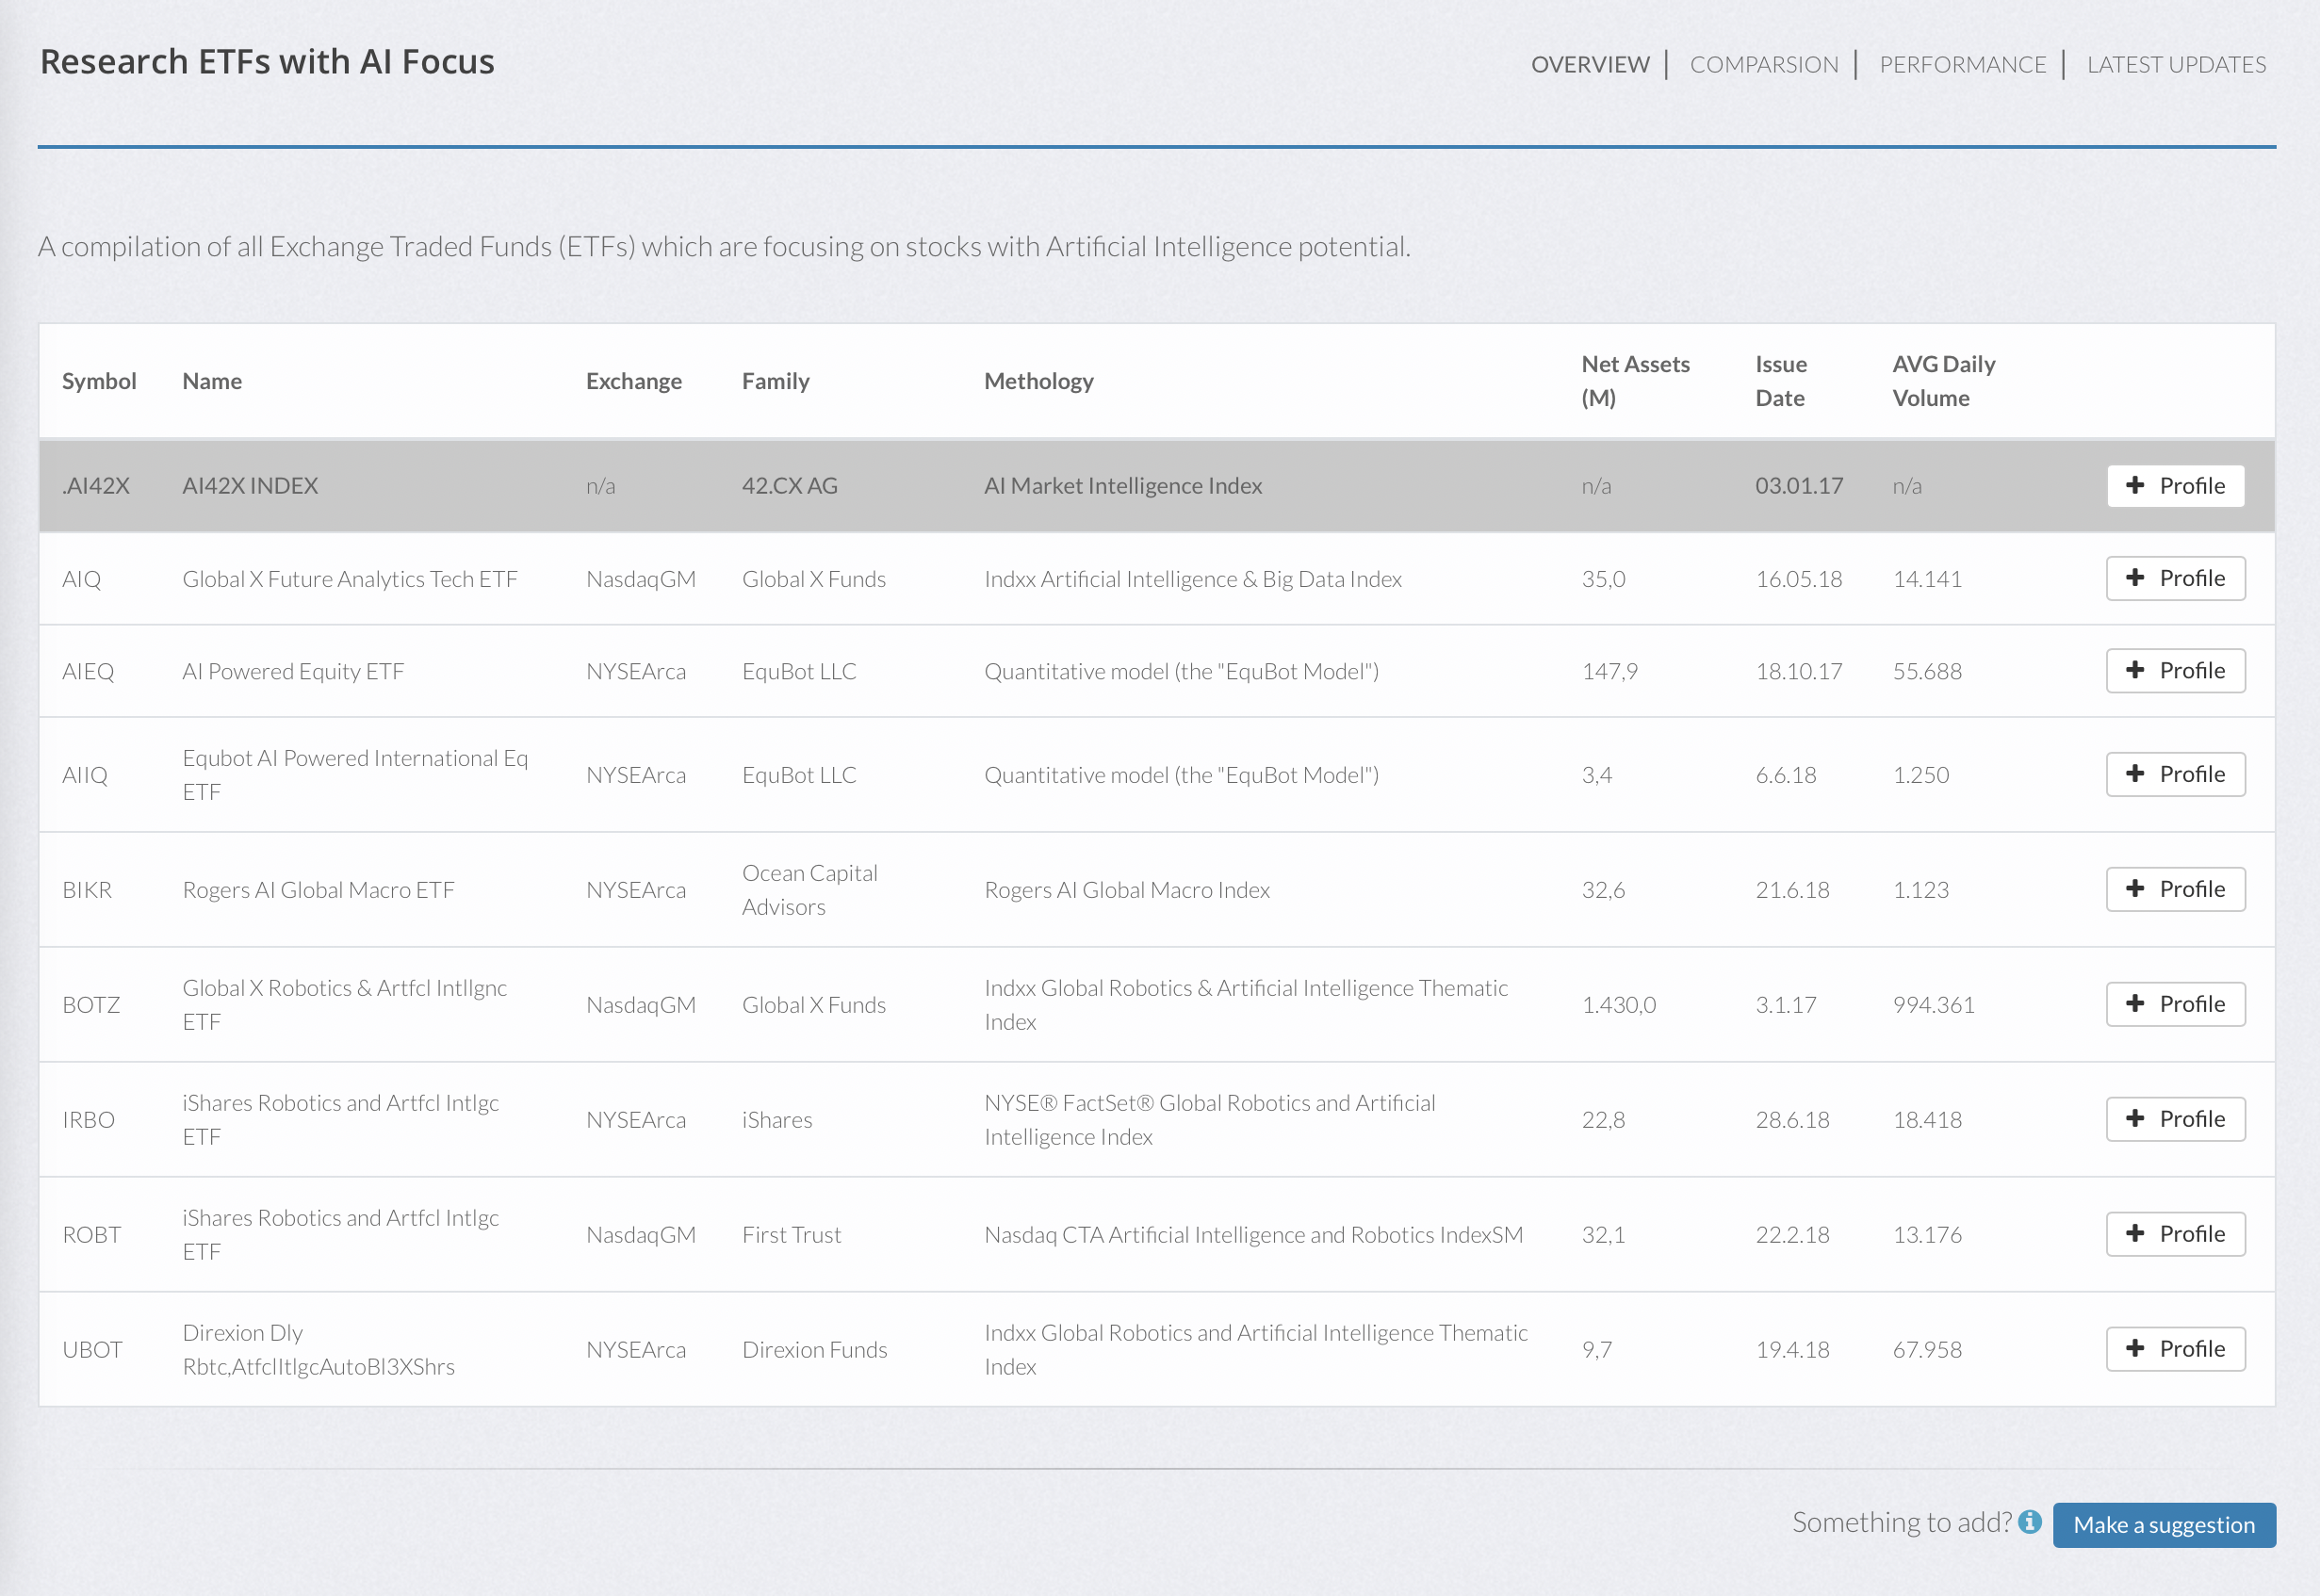 Research ETFs with AI Focus
OVERVIEW | COMPARSION | PERFORMANCE | LATEST UPDATES
A compilation of all Exchange Traded Funds (ETFs) which are focusing on stocks with Artificial Intelligence potential.
Symbol Name Exchange Family Methology Net Assets (M) Issue Date AVG Daily Volume
.AI42X AI42X INDEX n/a 42.CX AG AI Market Intelligence Index n/a 03.01.17 n/a Profile
AIQ Global X Future Analytics Tech ETF NasdaqGM Global X Funds Indxx Artificial Intelligence & Big Data Index 35,0 16.05.18 14.141 Profile
AIEQ AI Powered Equity ETF NYSEArca EquBot LLC Quantitative model (the "EquBot Model") 147,9 18.10.17 55.688 Profile
AIIQ Equbot AI Powered International Eq ETF NYSEArca EquBot LLC Quantitative model (the "EquBot Model") 3,4 6.6.18 1.250 Profile
BIKR Rogers AI Global Macro ETF NYSEArca Ocean Capital Advisors Rogers AI Global Macro Index 32,6 21.6.18 1.123 Profile
BOTZ Global X Robotics & Artfcl Intllgnc ETF NasdaqGM Global X Funds Indxx Global Robotics & Artificial Intelligence Thematic Index 1.430,0 3.1.17 994.361 Profile
IRBO iShares Robotics and Artfcl Intlgc ETF NYSEArca iShares NYSE® FactSet® Global Robotics and Artificial Intelligence Index 22,8 28.6.18 18.418 Profile
ROBT iShares Robotics and Artfcl Intlgc ETF NasdaqGM First Trust Nasdaq CTA Artificial Intelligence and Robotics IndexSM 32,1 22.2.18 13.176 Profile
UBOT Direxion Dly Rbtc,AtfclItlgcAutoBl3XShrs NYSEArca Direxion Funds Indxx Global Robotics and Artificial Intelligence Thematic Index 9,7 19.4.18 67.958 Profile
Something to add? Make a suggestion